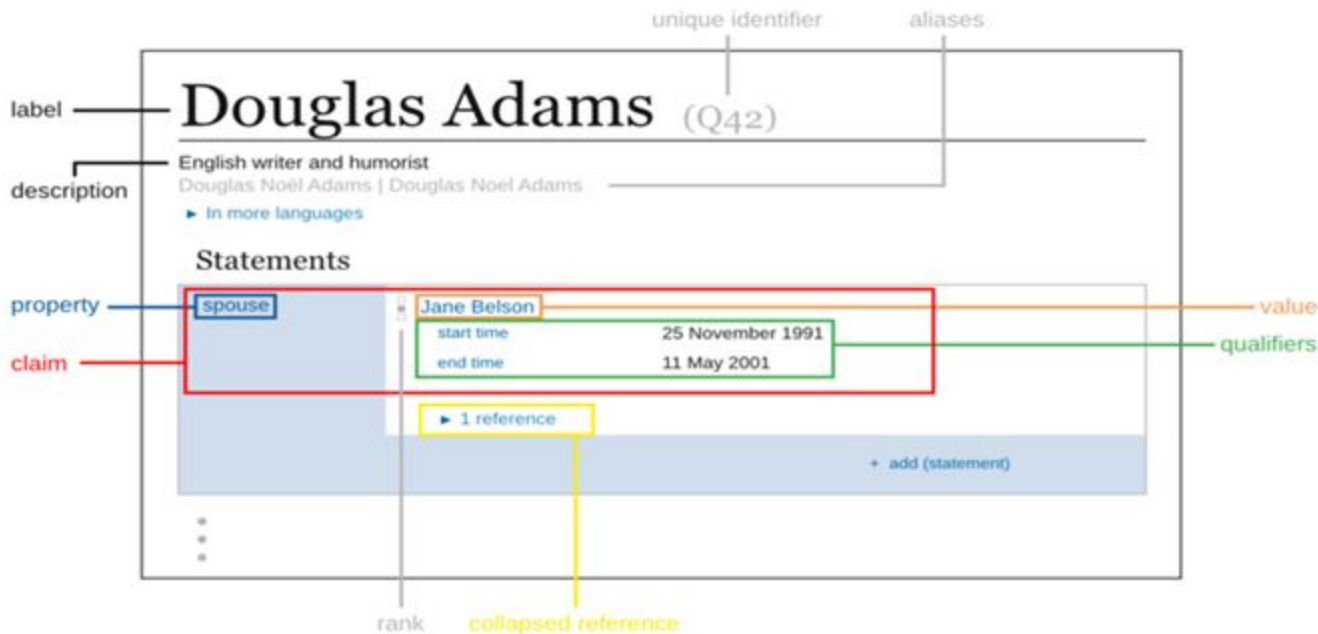 unique identifier aliases
label Douglas Adams (Q42)
English writer and humorist
description Douglas Noël Adams | Douglas Noel Adams
► In more languages
Statements
property spouse Jane Belson value
start time 25 November 1991 qualifiers
claim end time 11 May 2001
► 1 reference
+ add (statement)
rank collapsed reference